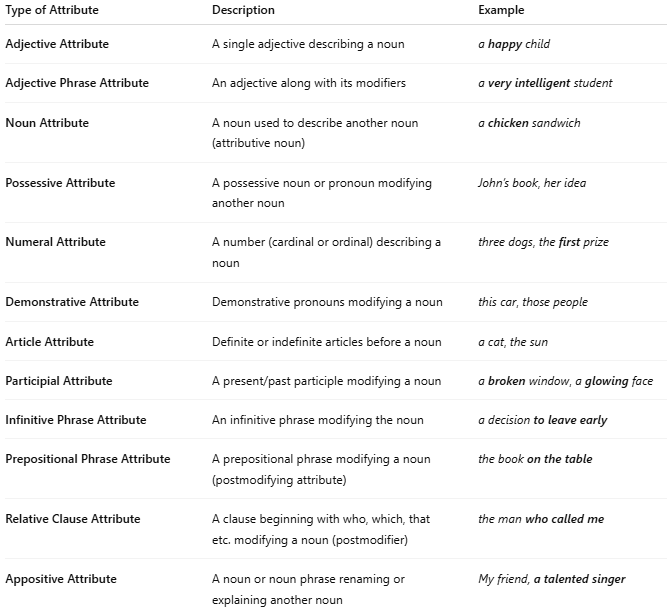 Type of Attribute Description Example
Adjective Attribute A single adjective describing a noun a happy child
Adjective Phrase Attribute An adjective along with its modifiers a very intelligent student
Noun Attribute A noun used to describe another noun a chicken sandwich
(attributive noun)
Possessive Attribute A possessive noun or pronoun modifying John's book, her idea
another noun
Numeral Attribute A number (cardinal or ordinal) describing a three dogs, the first prize
noun
Demonstrative Attribute Demonstrative pronouns modifying a noun this car, those people
Article Attribute Definite or indefinite articles before a noun a cat, the sun
Participial Attribute A present/past participle modifying a noun a broken window, a glowing face
Infinitive Phrase Attribute An infinitive phrase modifying the noun a decision to leave early
Prepositional Phrase Attribute A prepositional phrase modifying a noun the book on the table
(postmodifying attribute)
Relative Clause Attribute A clause beginning with who, which, that the man who called me
etc. modifying a noun (postmodifier)
Appositive Attribute A noun or noun phrase renaming or My friend, a talented singer
explaining another noun